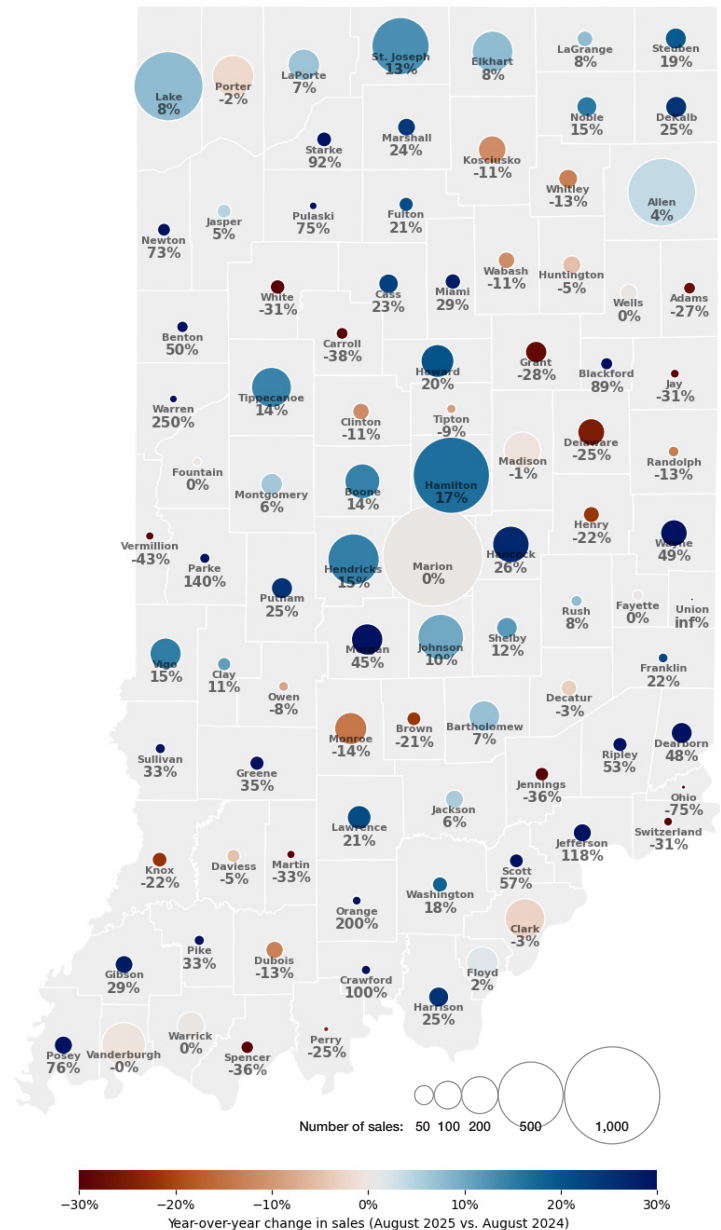 St. Joseph
13%
Elkhart
8%
LaGrange
8%
Steuben
19%
Lake
8%
Porter
-2%
LaPorte
7%
Noble
15%
DeKalb
25%
Starke
92%
Marshall
24%
Kosciusko
-11%
Whitley
-13%
Allen
4%
Newton
73%
Jasper
5%
Pulaski
75%
Fulton
21%
White
-31%
Cass
23%
Miami
29%
Wabash
-11%
Huntington
-5%
Wells
0%
Adams
-27%
Benton
50%
Carroll
-38%
Howard
20%
Grant
-28%
Blackford
89%
Jay
-31%
Warren
250%
Tippecanoe
14%
Clinton
-11%
Tipton
-9%
Madison
-1%
Delaware
-25%
Randolph
-13%
Fountain
0%
Montgomery
6%
Boone
14%
Hamilton
17%
Henry
-22%
Wayne
49%
Vermillion
-43%
Parke
140%
Putnam
25%
Hendricks
15%
Marion
0%
Hancock
26%
Rush
8%
Fayette
0%
Union
inf%
Vigo
15%
Clay
11%
Owen
-8%
Morgan
45%
Johnson
10%
Shelby
12%
Decatur
-3%
Franklin
22%
Sullivan
33%
Greene
35%
Monroe
-14%
Brown
-21%
Bartholomew
7%
Jennings
-36%
Ripley
53%
Dearborn
48%
Ohio
-75%
Switzerland
-31%
Knox
-22%
Daviess
-5%
Martin
-33%
Lawrence
21%
Jackson
6%
Scott
57%
Jefferson
118%
Orange
200%
Washington
18%
Clark
-3%
Gibson
29%
Pike
33%
Dubois
-13%
Crawford
100%
Floyd
2%
Harrison
25%
Posey
76%
Vanderburgh
-0%
Warrick
0%
Spencer
-36%
Perry
-25%
Number of sales: 50 100 200 500 1,000
−30% −20% −10% 0% 10% 20% 30%
Year-over-year change in sales (August 2025 vs. August 2024)